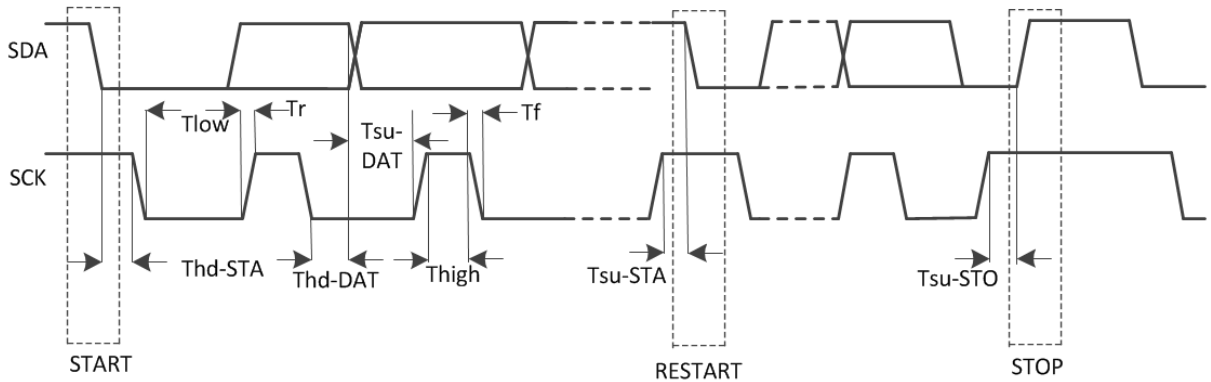 SDA
Tlow
Tr
Tsu-
DAT
Tf
SCK
Thd-STA
Thd-DAT
Thigh
Tsu-STA
Tsu-STO
START
RESTART
STOP